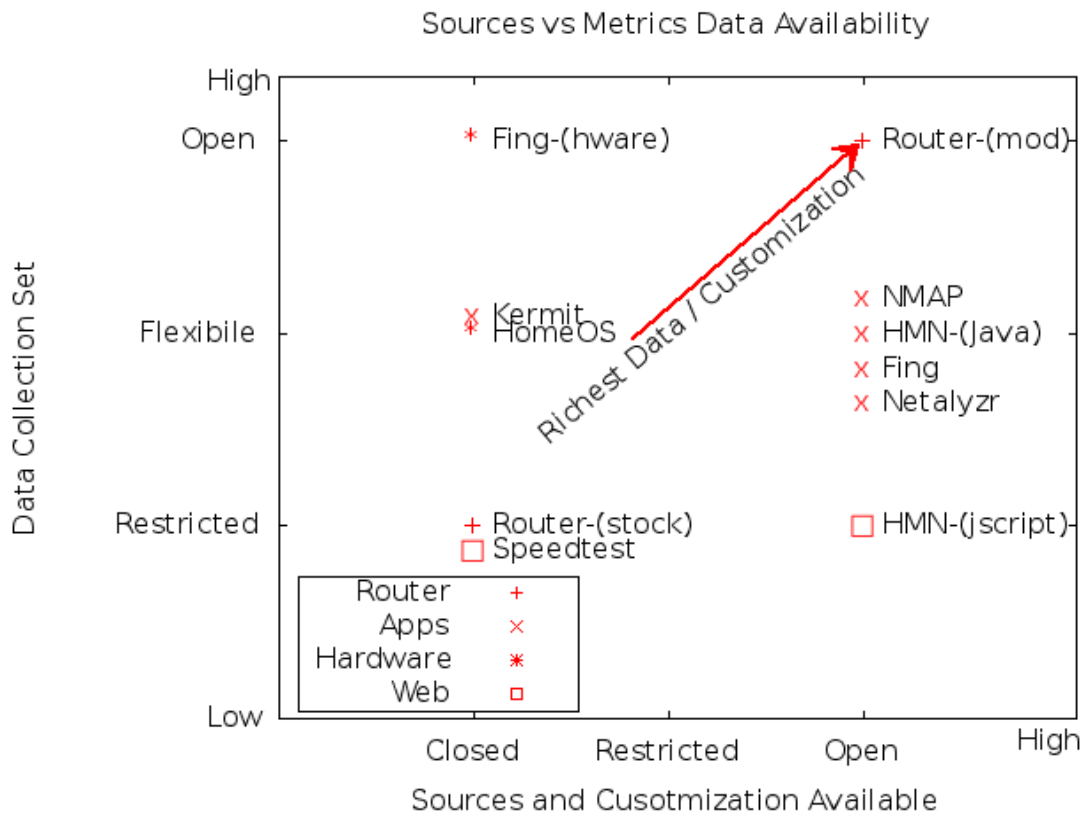 Sources vs Metrics Data Availability
High
Open
Fing-(hware)
Router-(mod)
Richest Data / Customization
NMAP
Kermit
Flexibile
HomeOS
HMN-(Java)
Fing
Netalyzr
Data Collection Set
Restricted
Router-(stock)
HMN-(jscript)
Speedtest
Router
Apps
Hardware
Web
Low
Closed
Restricted
Open
High
Sources and Cusotmization Available